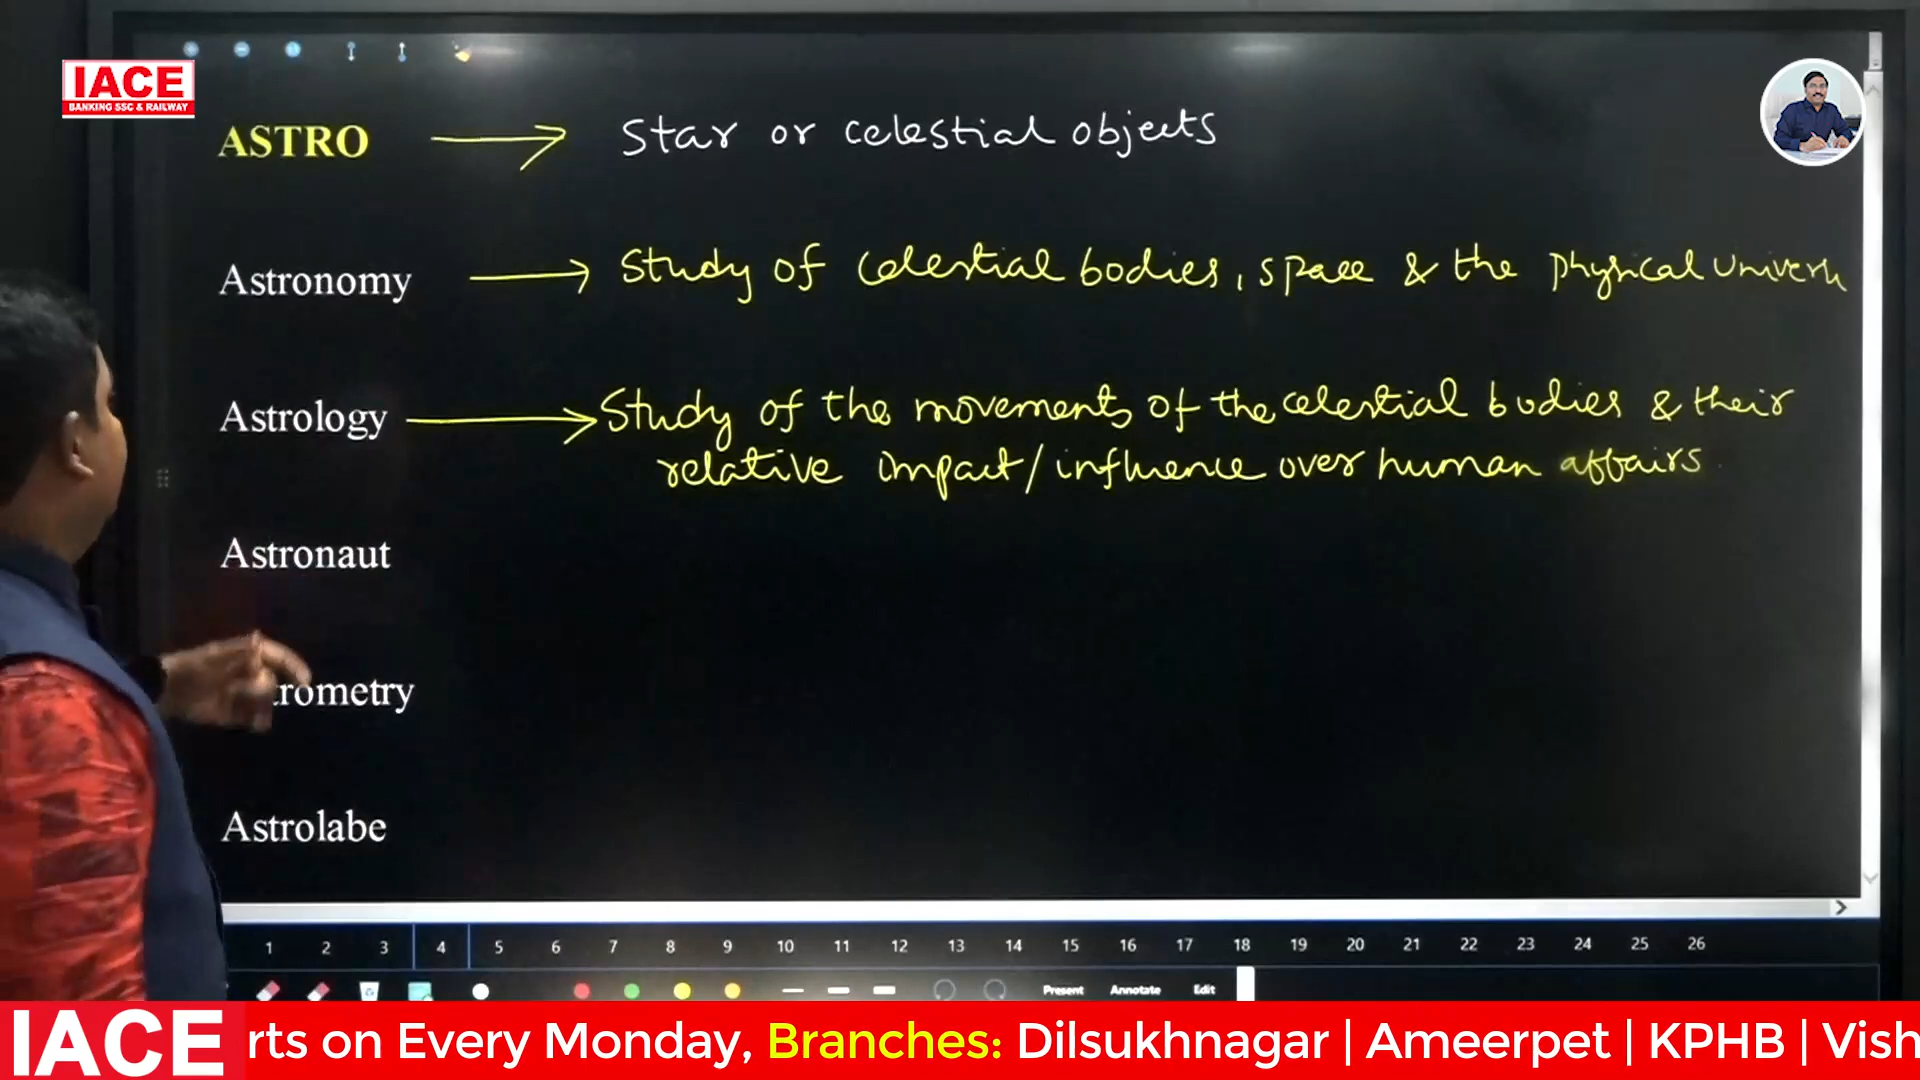 IACE
BANKING SSC & RAILWAY
ASTRO → Star or celestial objects
Astronomy → Study of celestial bodies, space & the physical
Astrology → Study of the movements of the celestial bodies & their
relative impact/influence over human affairs
Astronaut
trometry
Astrolabe
1 2 3 4 5 6 7 8 9 10 11 12 13 14 15 16 17 18 19 20 21 22 23 24 25 26
Present Annotate Edit
IACE rts on Every Monday, Branches: Dilsukhnagar | Ameerpet | KPHB | Vish